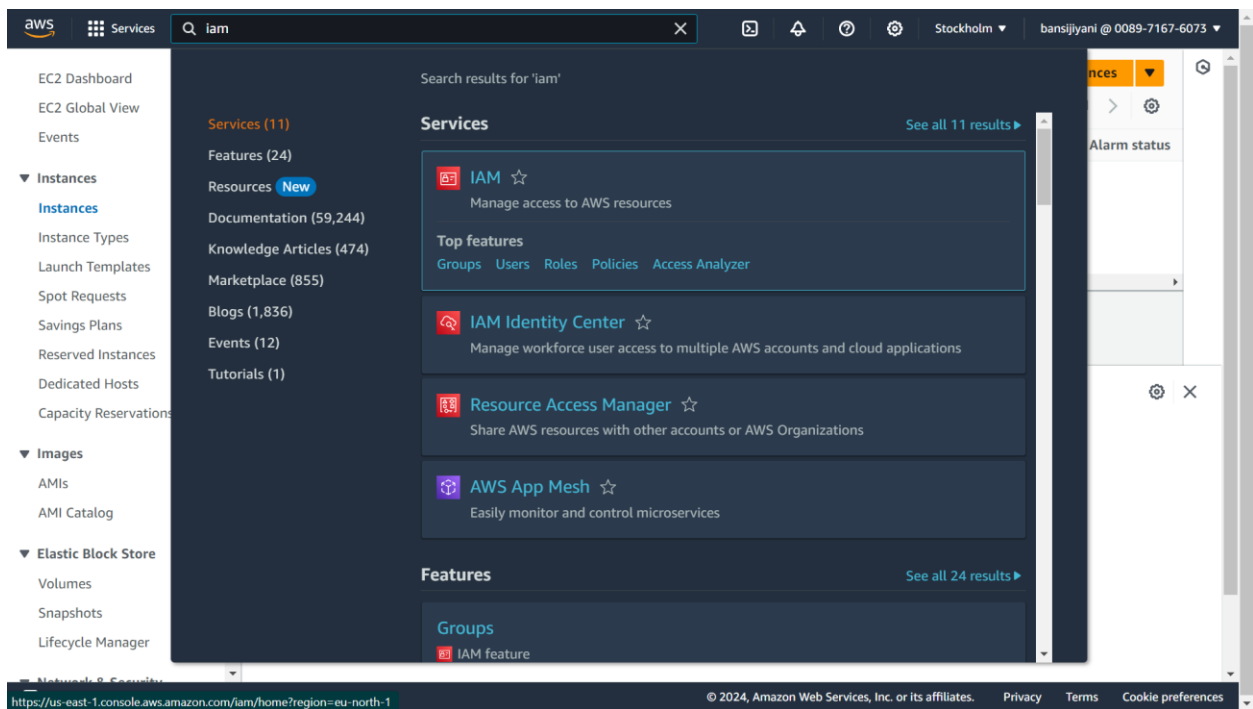 aws Services iam Stockholm ▼ bansijiyani @ 0089-7167-6073 ▼
EC2 Dashboard
EC2 Global View
Events
▼ Instances
Instances
Instance Types
Launch Templates
Spot Requests
Savings Plans
Reserved Instances
Dedicated Hosts
Capacity Reservations
▼ Images
AMIs
AMI Catalog
▼ Elastic Block Store
Volumes
Snapshots
Lifecycle Manager
Network & Security
Search results for 'iam'
Services (11)
Features (24)
Resources New
Documentation (59,244)
Knowledge Articles (474)
Marketplace (855)
Blogs (1,836)
Events (12)
Tutorials (1)
Services See all 11 results ▶
IAM ☆
Manage access to AWS resources
Top features
Groups Users Roles Policies Access Analyzer
IAM Identity Center ☆
Manage workforce user access to multiple AWS accounts and cloud applications
Resource Access Manager ☆
Share AWS resources with other accounts or AWS Organizations
AWS App Mesh ☆
Easily monitor and control microservices
Features See all 24 results ▶
Groups
IAM feature
nces ▼
Alarm status
https://us-east-1.console.aws.amazon.com/iam/home?region=eu-north-1
© 2024, Amazon Web Services, Inc. or its affiliates. Privacy Terms Cookie preferences